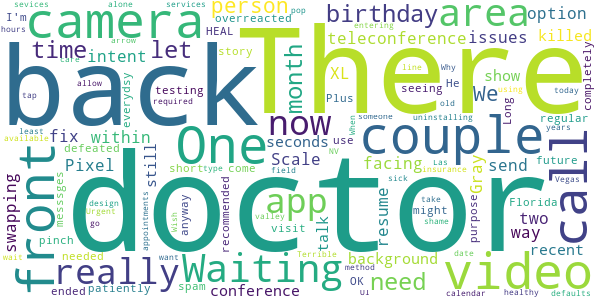 alone services
sevices pop
camera person area birthday option
I'm overreacted
hours arrow HEAL teleconference issues killed
time let story
back There
care intent month XL He show
tap allow testing seeing We
required Plus Long
everydsy now line Why old today
entering using completely
fix within One couple call
defeated seconds When someone uninstalling
available least still Scale use at regular years
front doctor
Pixel app facing send future
messsges short type come field Las insurance NV
swapping anyway visit talk sick Gray Florida
Urgent design appointments recommended resume take might purpose two
go pinch Wish valley background shame way
really Waiting need video recent
wait needed Terrible OK date
patiently ended spam conference want method UI calendar healthy defaults